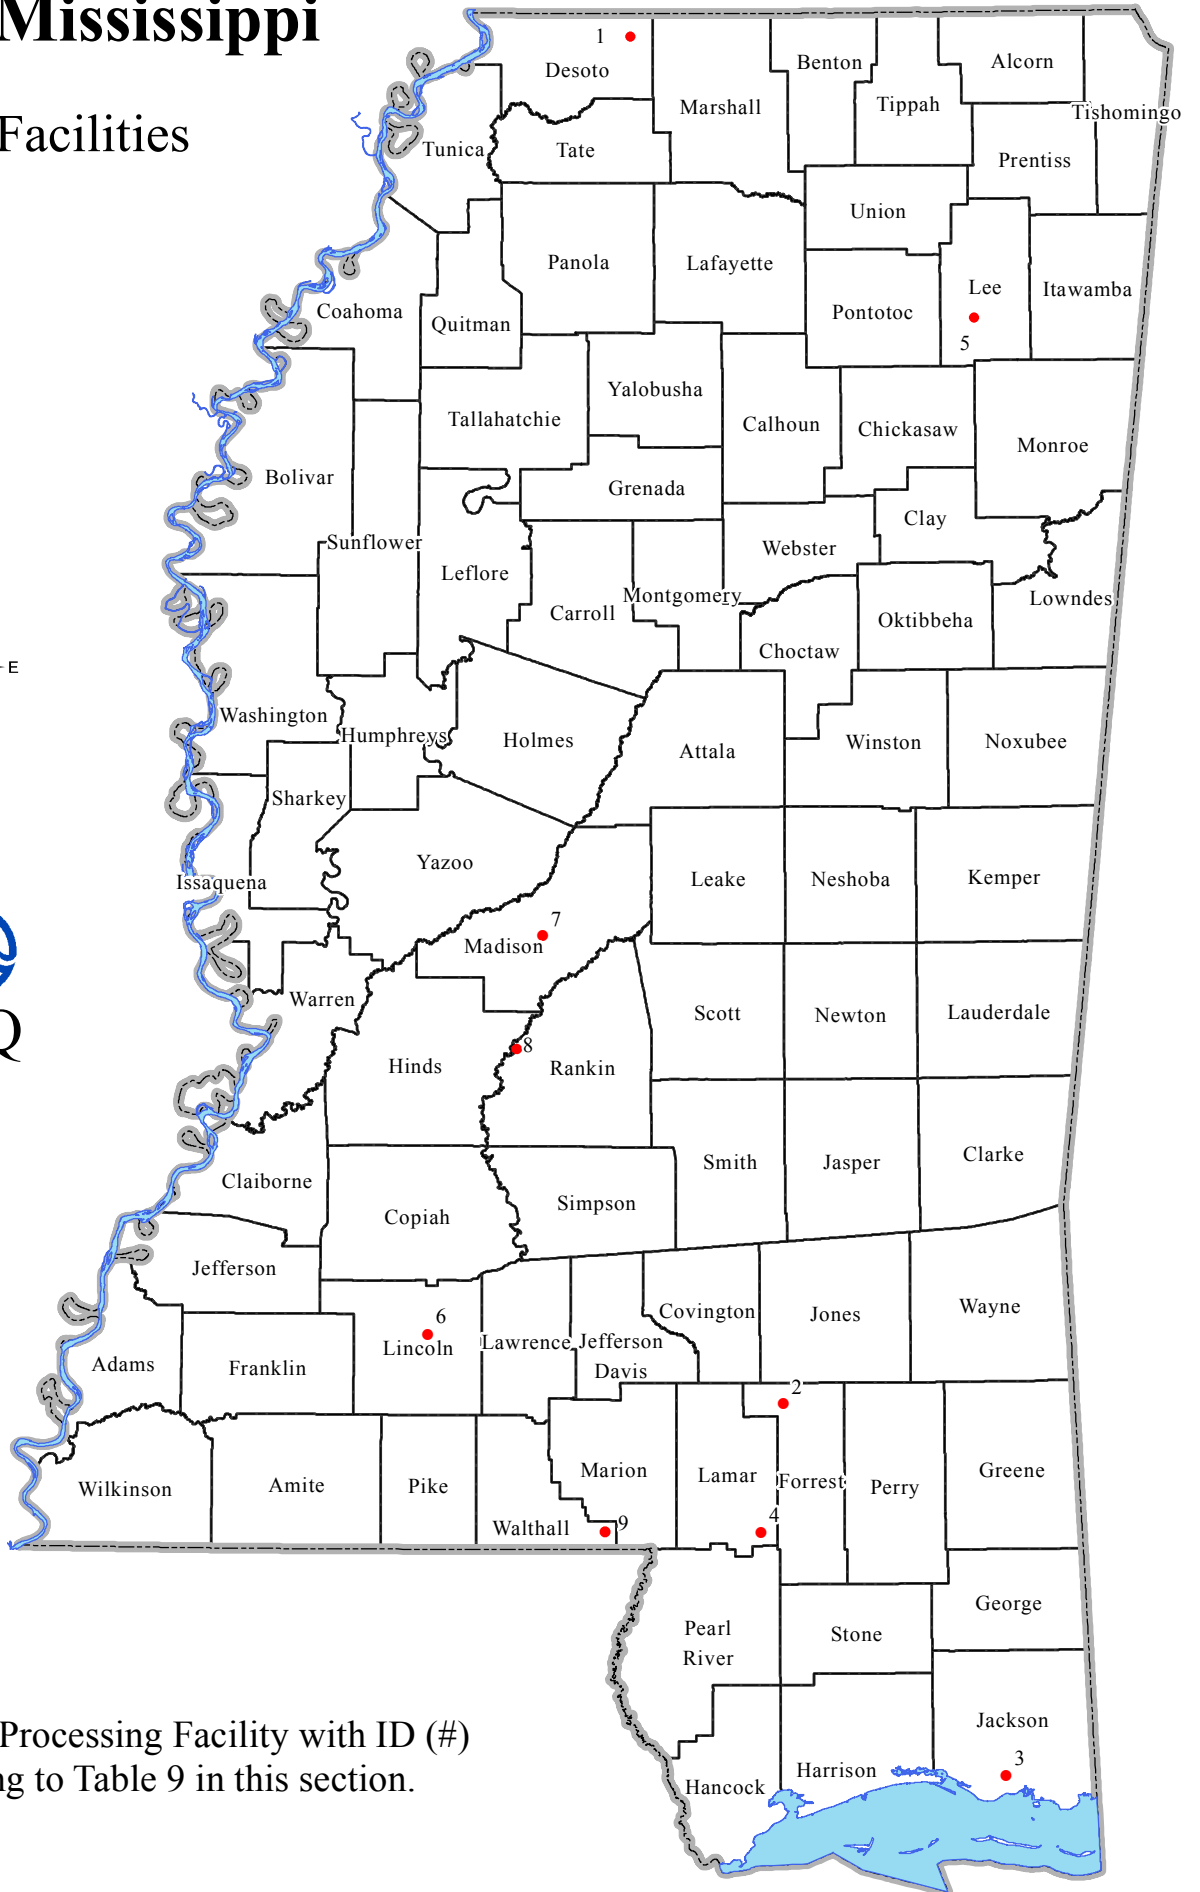 Mississippi
Facilities
1
Desoto
Benton
Alcorn
Marshall
Tippah
Tishomingo
Tunica
Tate
Prentiss
Union
Panola
Lafayette
Lee
Itawamba
Coahoma
Quitman
Pontotoc
5
Yalobusha
Tallahatchie
Calhoun
Chickasaw
Monroe
Bolivar
Grenada
Clay
Sunflower
Webster
Leflore
Montgomery
Lowndes
Carroll
Oktibbeha
Choctaw
E
Washington
Humphreys
Holmes
Attala
Winston
Noxubee
Sharkey
Yazoo
Issaquena
Leake
Neshoba
Kemper
7
Madison
Warren
Scott
Newton
Lauderdale
Q
8
Hinds
Rankin
Smith
Jasper
Clarke
Claiborne
Copiah
Simpson
Jefferson
6
Lincoln
Lawrence
Jefferson
Davis
Covington
Jones
Wayne
Adams
Franklin
2
Wilkinson
Amite
Pike
Marion
Lamar
Forrest
Perry
Greene
Walthall
9
4
George
Pearl
River
Stone
Jackson
3
Harrison
Hancock
Processing Facility with ID (#)
ng to Table 9 in this section.